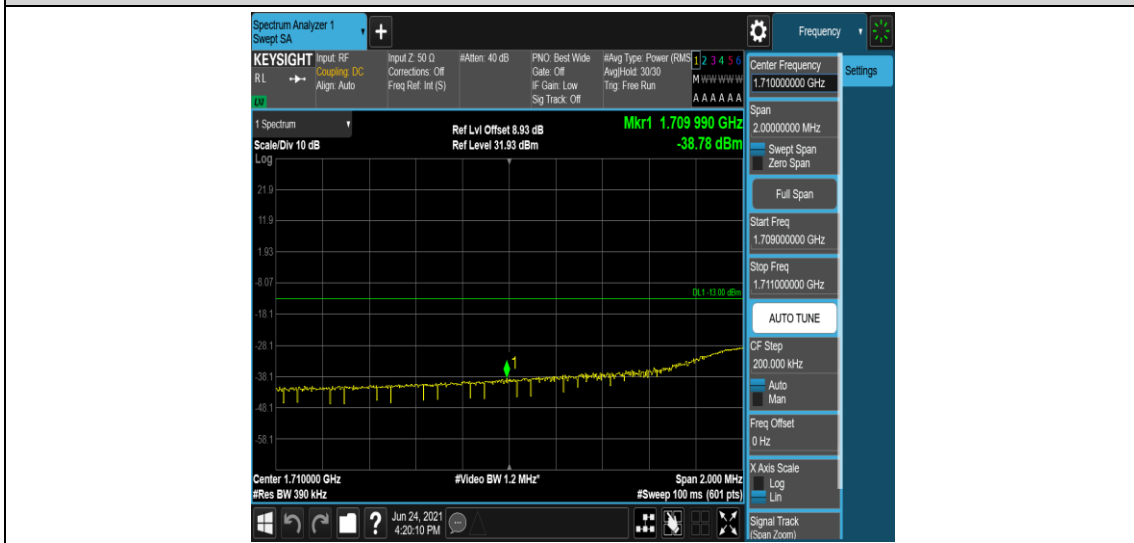 Spectrum Analyzer 1
Swept SA
+
Frequency
KEYSIGHT
RL
LXI
Input: RF
Coupling: DC
Align: Auto
Input Z: 50 Ω
Corrections: Off
Freq Ref: Int (S)
#Atten: 40 dB
PNO: Best Wide
Gate: Off
IF Gain: Low
Sig Track: Off
#Avg Type: Power (RMS
Avg|Hold: 30/30
Trig: Free Run
1 2 3 4 5 6
M W W W W W
A A A A A A
1 Spectrum
Scale/Div 10 dB
Ref Lvl Offset 8.93 dB
Ref Level 31.93 dBm
Mkr1 1.709 990 GHz
-38.78 dBm
Log
21.9
11.9
1.93
-8.07
-18.1
-28.1
-38.1
-48.1
-58.1
DL1 -13.00 dBm
1
Center 1.710000 GHz
#Res BW 390 kHz
#Video BW 1.2 MHz*
Span 2.000 MHz
#Sweep 100 ms (601 pts)
Center Frequency
1.710000000 GHz
Settings
Span
2.00000000 MHz
Swept Span
Zero Span
Full Span
Start Freq
1.709000000 GHz
Stop Freq
1.711000000 GHz
AUTO TUNE
CF Step
200.000 kHz
Auto
Man
Freq Offset
0 Hz
X Axis Scale
Log
Lin
Signal Track
(Span Zoom)
?
Jun 24, 2021
4:20:10 PM